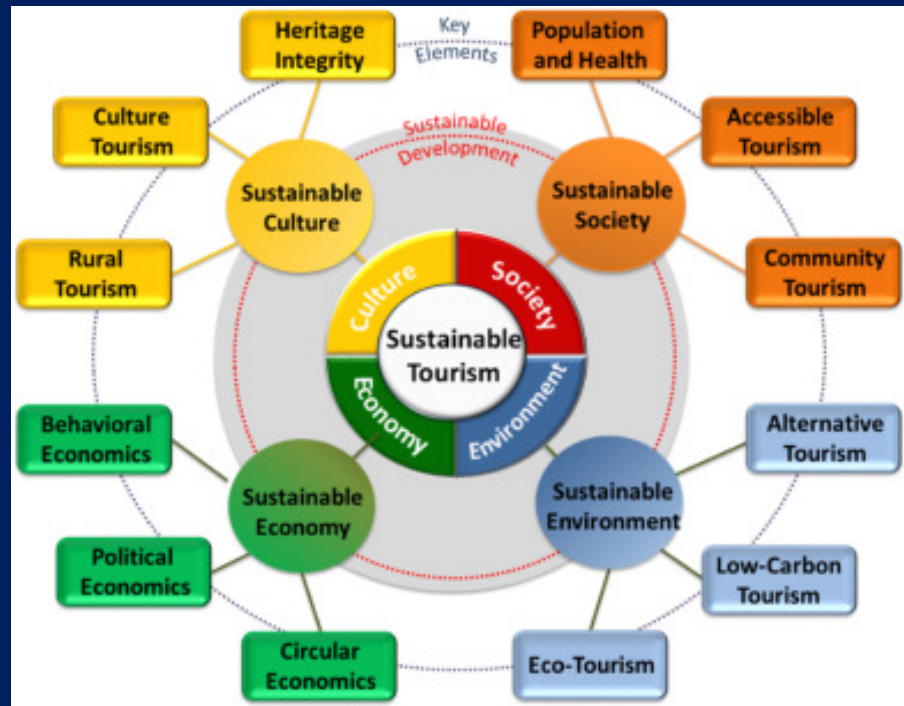 Key
Elements
Heritage
Integrity
Population
and Health
Culture
Tourism
Accessible
Tourism
Sustainable
Development
Sustainable
Culture
Sustainable
Society
Rural
Tourism
Community
Tourism
Culture
Society
Sustainable
Tourism
Economy
Environment
Behavioral
Economics
Alternative
Tourism
Sustainable
Economy
Sustainable
Environment
Political
Economics
Low-Carbon
Tourism
Circular
Economics
Eco-Tourism